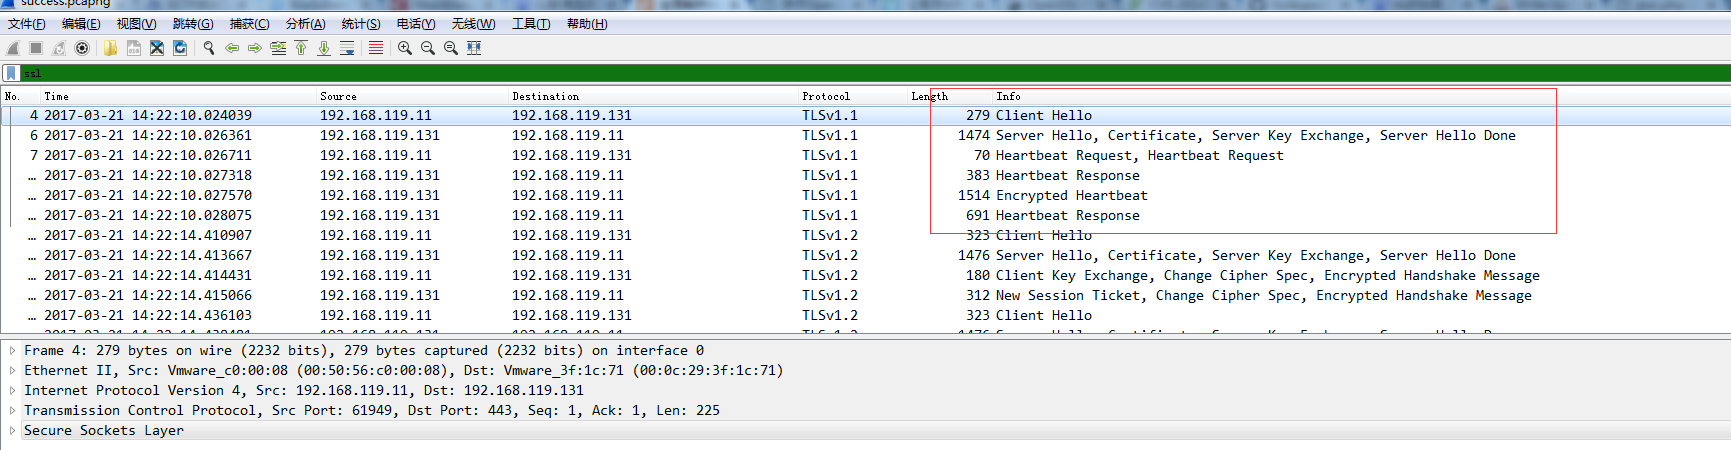 success.pcapng
文件(F) 编辑(E) 视图(V) 跳转(G) 捕获(C) 分析(A) 统计(S) 电话(Y) 无线(W) 工具(T) 帮助(H)
ssl
No. Time Source Destination Protocol Length Info
4 2017-03-21 14:22:10.024039 192.168.119.11 192.168.119.131 TLSv1.1 279 Client Hello
6 2017-03-21 14:22:10.026361 192.168.119.131 192.168.119.11 TLSv1.1 1474 Server Hello, Certificate, Server Key Exchange, Server Hello Done
7 2017-03-21 14:22:10.026711 192.168.119.11 192.168.119.131 TLSv1.1 70 Heartbeat Request, Heartbeat Request
… 2017-03-21 14:22:10.027318 192.168.119.131 192.168.119.11 TLSv1.1 383 Heartbeat Response
… 2017-03-21 14:22:10.027570 192.168.119.131 192.168.119.11 TLSv1.1 1514 Encrypted Heartbeat
… 2017-03-21 14:22:10.028075 192.168.119.131 192.168.119.11 TLSv1.1 691 Heartbeat Response
… 2017-03-21 14:22:14.410907 192.168.119.11 192.168.119.131 TLSv1.2 323 Client Hello
… 2017-03-21 14:22:14.413667 192.168.119.131 192.168.119.11 TLSv1.2 1476 Server Hello, Certificate, Server Key Exchange, Server Hello Done
… 2017-03-21 14:22:14.414431 192.168.119.11 192.168.119.131 TLSv1.2 180 Client Key Exchange, Change Cipher Spec, Encrypted Handshake Message
… 2017-03-21 14:22:14.415066 192.168.119.131 192.168.119.11 TLSv1.2 312 New Session Ticket, Change Cipher Spec, Encrypted Handshake Message
… 2017-03-21 14:22:14.436103 192.168.119.11 192.168.119.131 TLSv1.2 323 Client Hello
Frame 4: 279 bytes on wire (2232 bits), 279 bytes captured (2232 bits) on interface 0
Ethernet II, Src: Vmware_c0:00:08 (00:50:56:c0:00:08), Dst: Vmware_3f:1c:71 (00:0c:29:3f:1c:71)
Internet Protocol Version 4, Src: 192.168.119.11, Dst: 192.168.119.131
Transmission Control Protocol, Src Port: 61949, Dst Port: 443, Seq: 1, Ack: 1, Len: 225
Secure Sockets Layer